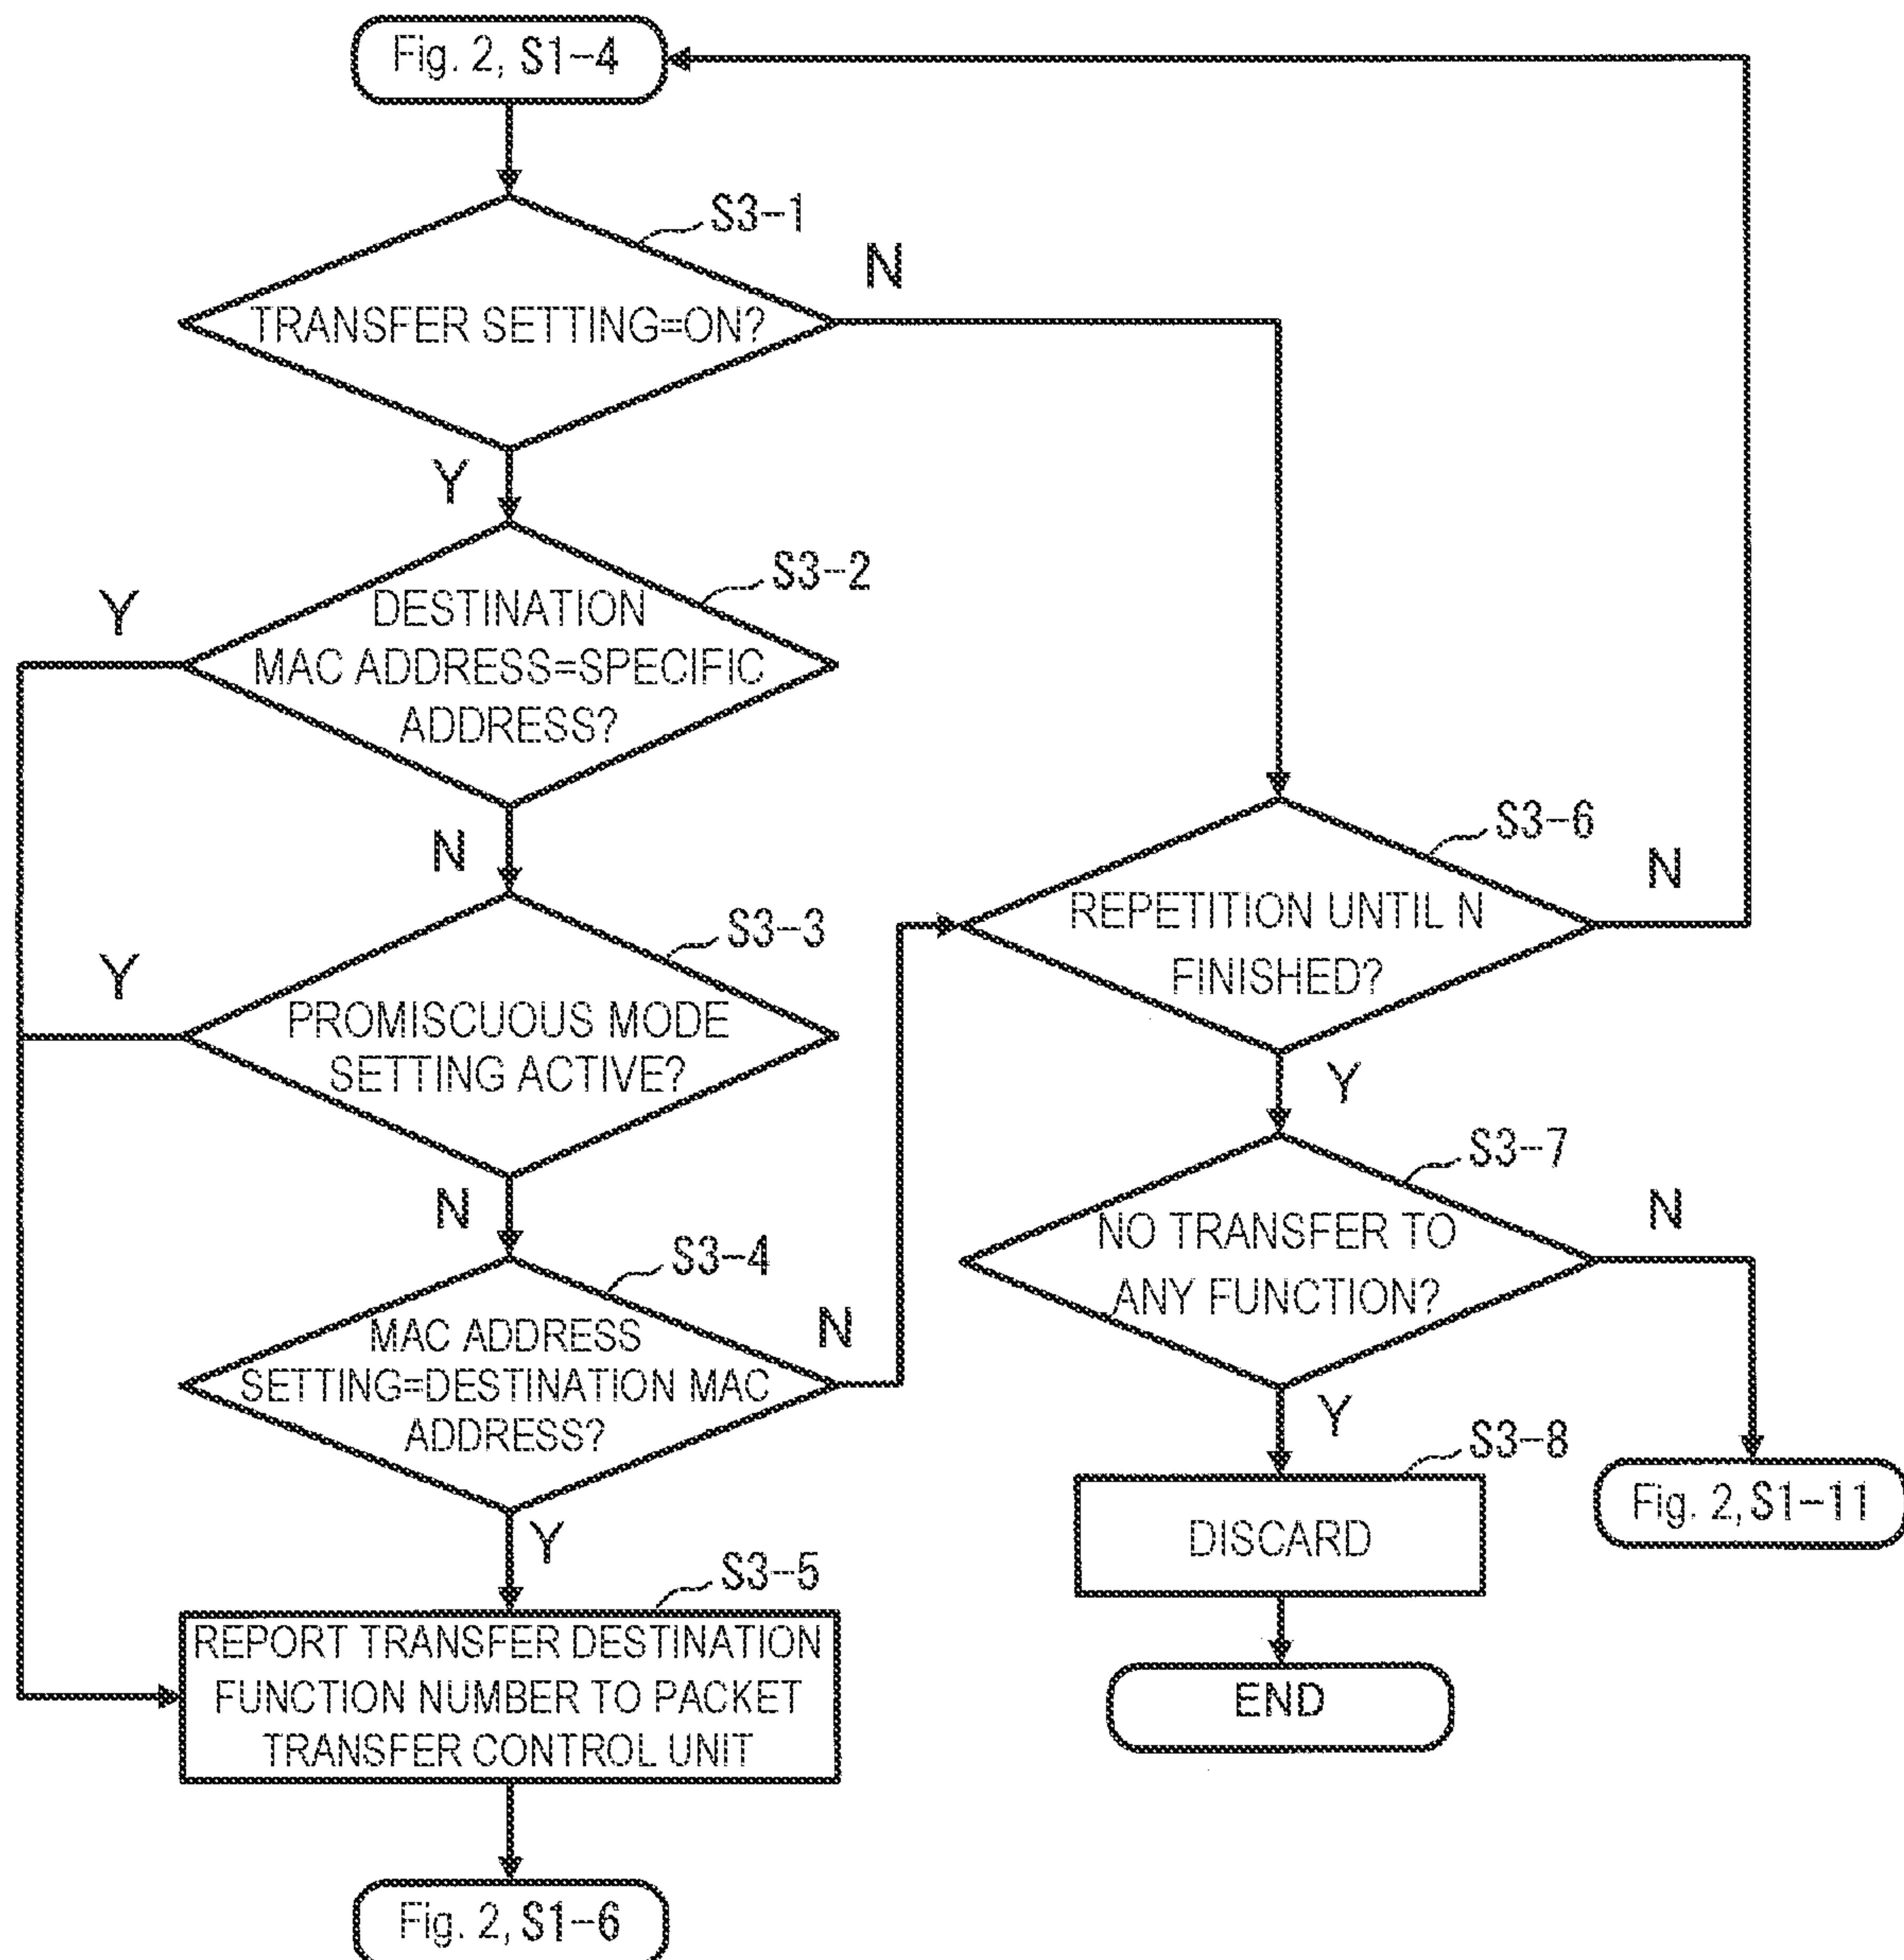 Fig. 2, S1-4
S3-1
N
TRANSFER SETTING=ON?
Y
S3-2
Y
DESTINATION
MAC ADDRESS=SPECIFIC
ADDRESS?
N
S3-3
Y
PROMISCUOUS MODE
SETTING ACTIVE?
N
S3-4
N
MAC ADDRESS
SETTING=DESTINATION MAC
ADDRESS?
Y
S3-5
REPORT TRANSFER DESTINATION
FUNCTION NUMBER TO PACKET
TRANSFER CONTROL UNIT
Fig. 2, S1-6
S3-6
N
REPETITION UNTIL N
FINISHED?
Y
S3-7
N
NO TRANSFER TO
ANY FUNCTION?
Y
S3-8
DISCARD
Fig. 2, S1-11
END